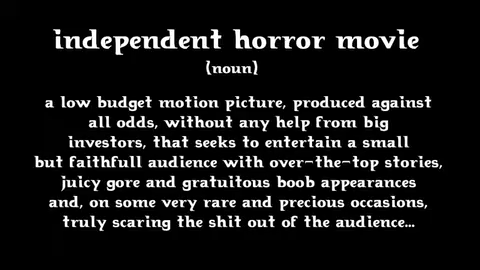 independent horror movie
(noun)
a low budget motion picture, produced against
all odds, without any help from big
investors, that seeks to entertain a small
but faithfull audience with over-the-top stories,
juicy gore and gratuitous boob appearances
and, on some very rare and precious occasions,
truly scaring the shit out of the audience...